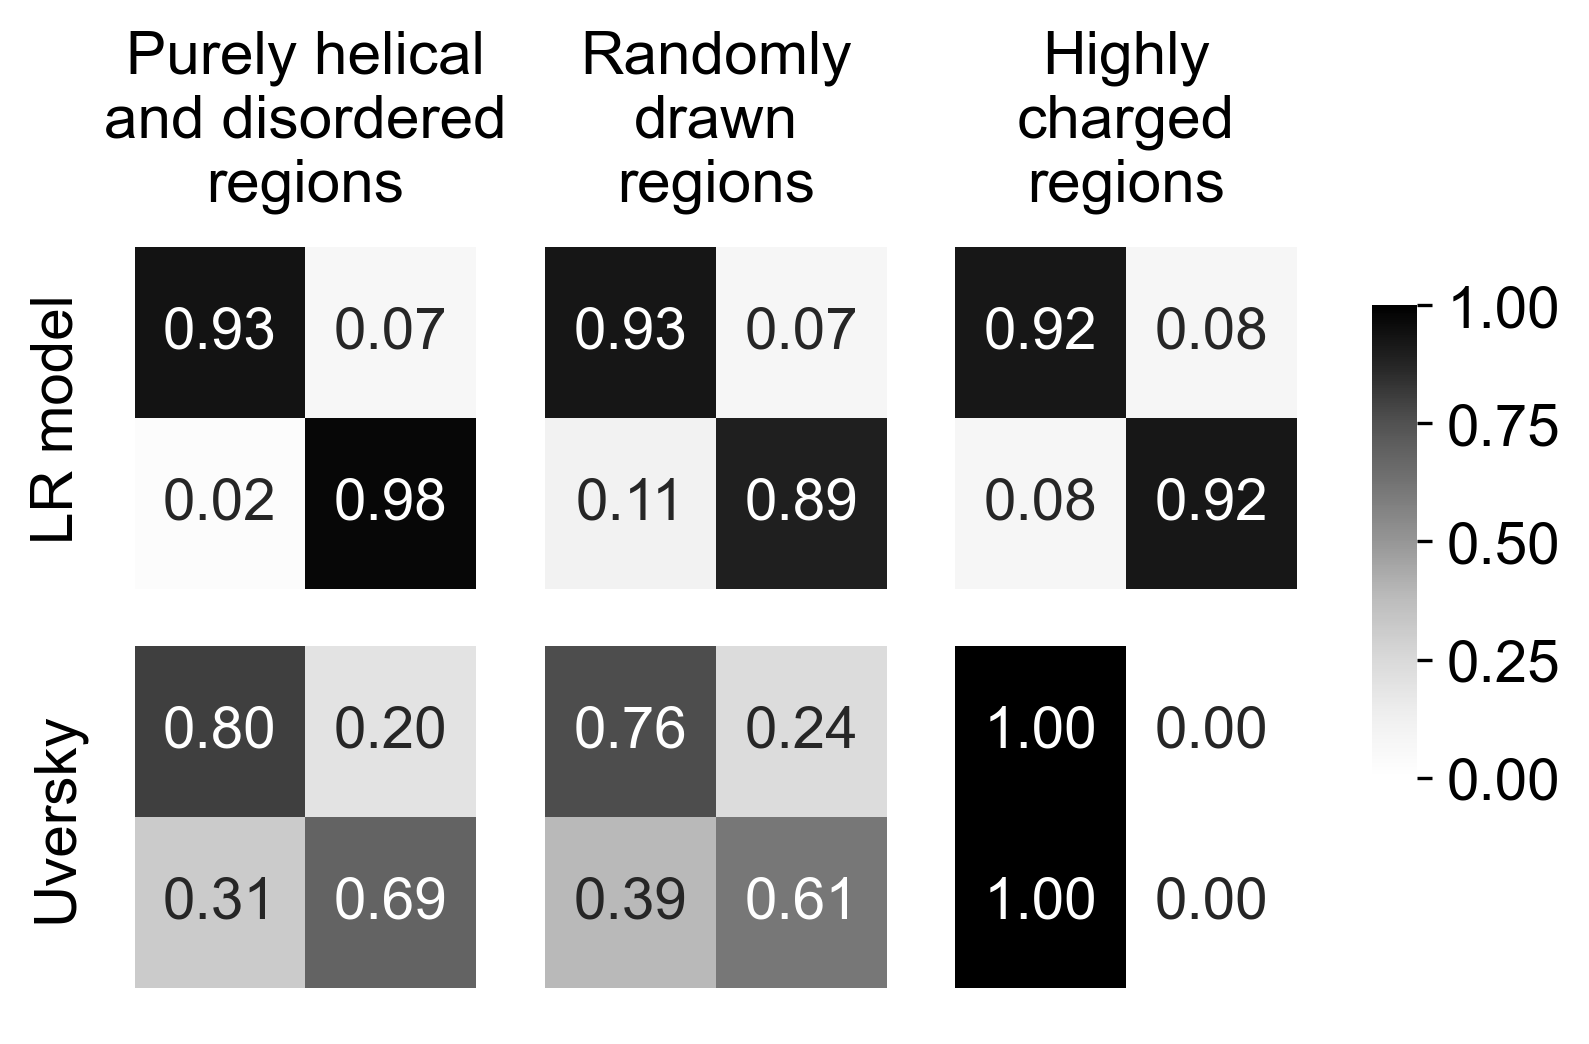 Purely helical
and disordered
regions
Randomly
drawn
regions
Highly
charged
regions
LR model
0.93 0.07
0.02 0.98
0.93 0.07
0.11 0.89
0.92 0.08
0.08 0.92
Uversky
0.80 0.20
0.31 0.69
0.76 0.24
0.39 0.61
1.00 0.00
1.00 0.00
1.00
0.75
0.50
0.25
0.00